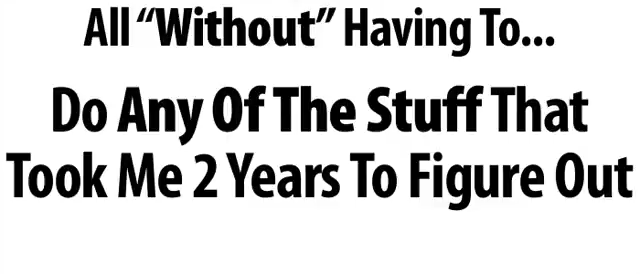 All “Without” Having To...
Do Any Of The Stuff That
Took Me 2 Years To Figure Out